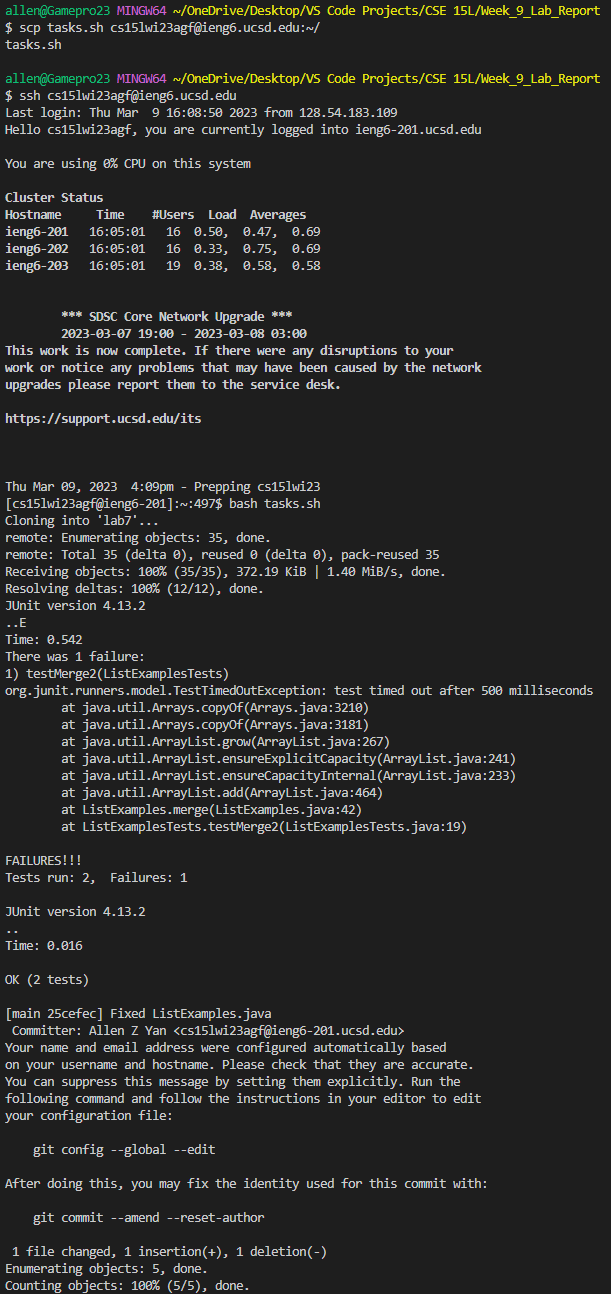 allen@Gamepro23 MINGW64 ~/OneDrive/Desktop/VS Code Projects/CSE 15L/Week_9_Lab_Report
$ scp tasks.sh cs15lwi23agf@ieng6.ucsd.edu:~/
tasks.sh
allen@Gamepro23 MINGW64 ~/OneDrive/Desktop/VS Code Projects/CSE 15L/Week_9_Lab_Report
$ ssh cs15lwi23agf@ieng6.ucsd.edu
Last login: Thu Mar  9 16:08:50 2023 from 128.54.183.109
Hello cs15lwi23agf, you are currently logged into ieng6-201.ucsd.edu
You are using 0% CPU on this system
Cluster Status
Hostname     Time    #Users  Load  Averages
ieng6-201   16:05:01   16  0.50,  0.47,  0.69
ieng6-202   16:05:01   16  0.33,  0.75,  0.69
ieng6-203   16:05:01   19  0.38,  0.58,  0.58
*** SDSC Core Network Upgrade ***
2023-03-07 19:00 - 2023-03-08 03:00
This work is now complete. If there were any disruptions to your
work or notice any problems that may have been caused by the network
upgrades please report them to the service desk.
https://support.ucsd.edu/its
Thu Mar 09, 2023  4:09pm - Prepping cs15lwi23
[cs15lwi23agf@ieng6-201]:~:497$ bash tasks.sh
Cloning into 'lab7'...
remote: Enumerating objects: 35, done.
remote: Total 35 (delta 0), reused 0 (delta 0), pack-reused 35
Receiving objects: 100% (35/35), 372.19 KiB | 1.40 MiB/s, done.
Resolving deltas: 100% (12/12), done.
JUnit version 4.13.2
..E
Time: 0.542
There was 1 failure:
1) testMerge2(ListExamplesTests)
org.junit.runners.model.TestTimedOutException: test timed out after 500 milliseconds
at java.util.Arrays.copyOf(Arrays.java:3210)
at java.util.Arrays.copyOf(Arrays.java:3181)
at java.util.ArrayList.grow(ArrayList.java:267)
at java.util.ArrayList.ensureExplicitCapacity(ArrayList.java:241)
at java.util.ArrayList.ensureCapacityInternal(ArrayList.java:233)
at java.util.ArrayList.add(ArrayList.java:464)
at ListExamples.merge(ListExamples.java:42)
at ListExamplesTests.testMerge2(ListExamplesTests.java:19)
FAILURES!!!
Tests run: 2,  Failures: 1
JUnit version 4.13.2
..
Time: 0.016
OK (2 tests)
[main 25cefec] Fixed ListExamples.java
Committer: Allen Z Yan <cs15lwi23agf@ieng6-201.ucsd.edu>
Your name and email address were configured automatically based
on your username and hostname. Please check that they are accurate.
You can suppress this message by setting them explicitly. Run the
following command and follow the instructions in your editor to edit
your configuration file:
git config --global --edit
After doing this, you may fix the identity used for this commit with:
git commit --amend --reset-author
1 file changed, 1 insertion(+), 1 deletion(-)
Enumerating objects: 5, done.
Counting objects: 100% (5/5), done.